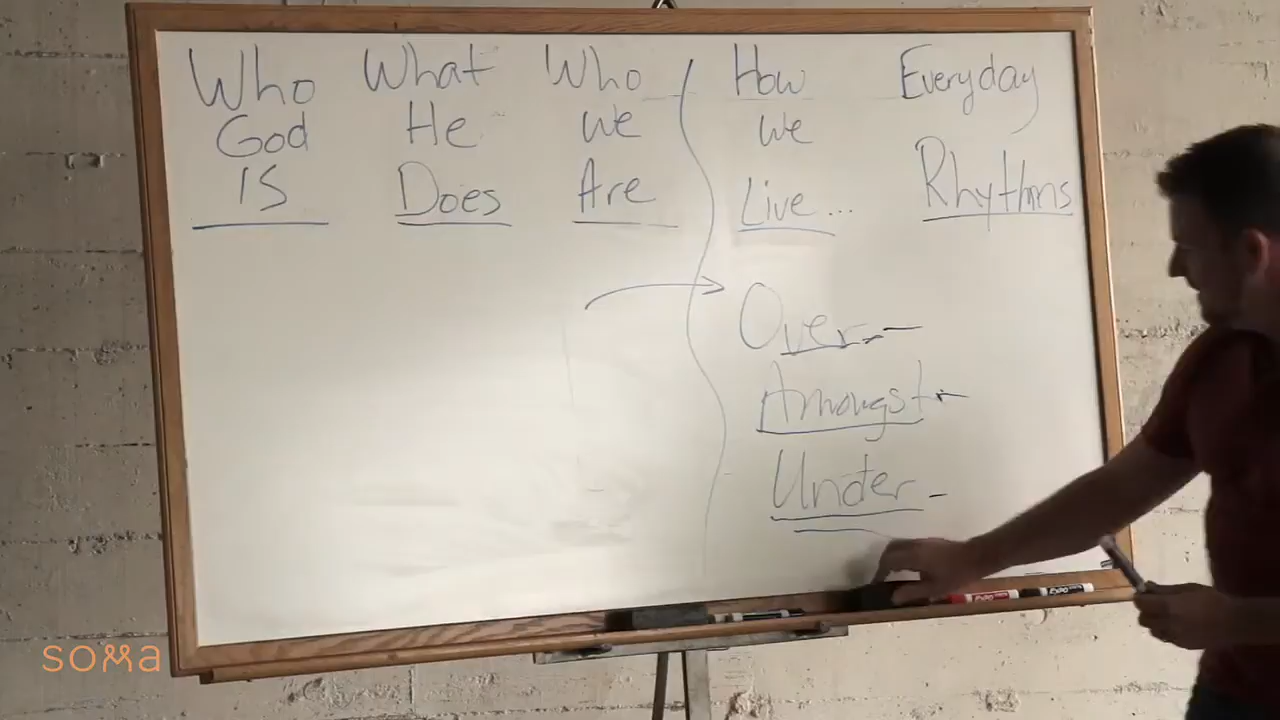 Who
God
IS
What
He
Does
Who
We
Are
How
We
Live...
Everyday
Rhythms
Over -
Amongst -
Under -
soma